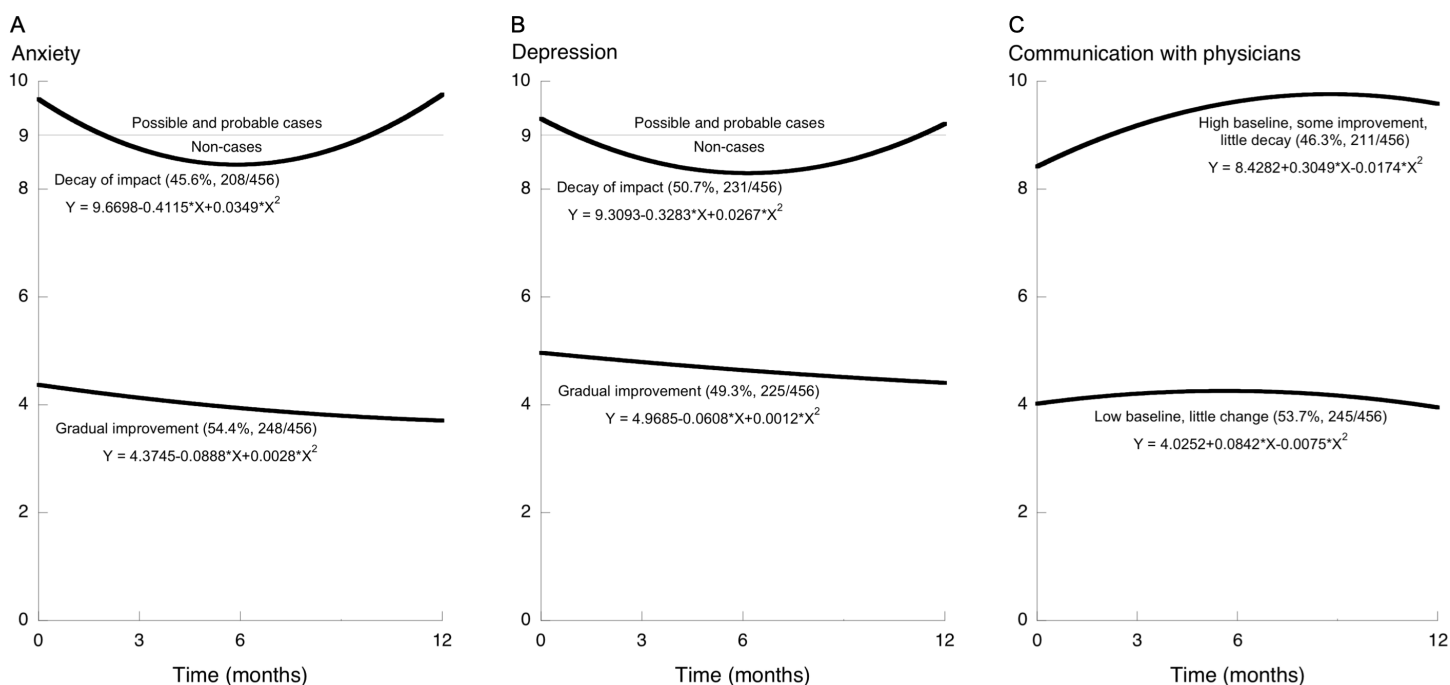 A
Anxiety
10
9
8
6
4
2
0
Possible and probable cases
Non-cases
Decay of impact (45.6%, 208/456)
Y = 9.6698-0.4115*X+0.0349*X²
Gradual improvement (54.4%, 248/456)
Y = 4.3745-0.0888*X+0.0028*X²
0 3 6 12
Time (months)
B
Depression
10
9
8
6
4
2
0
Possible and probable cases
Non-cases
Decay of impact (50.7%, 231/456)
Y = 9.3093-0.3283*X+0.0267*X²
Gradual improvement (49.3%, 225/456)
Y = 4.9685-0.0608*X+0.0012*X²
0 3 6 12
Time (months)
C
Communication with physicians
10
8
6
4
2
0
High baseline, some improvement,
little decay (46.3%, 211/456)
Y = 8.4282+0.3049*X-0.0174*X²
Low baseline, little change (53.7%, 245/456)
Y = 4.0252+0.0842*X-0.0075*X²
0 3 6 12
Time (months)